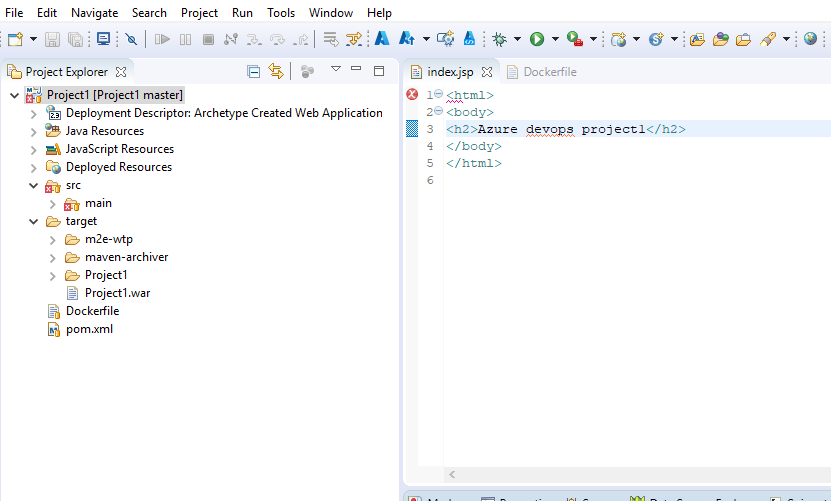 File Edit Navigate Search Project Run Tools Window Help
Project Explorer
Project1 [Project1 master]
Deployment Descriptor: Archetype Created Web Application
Java Resources
JavaScript Resources
Deployed Resources
src
main
target
m2e-wtp
maven-archiver
Project1
Project1.war
Dockerfile
pom.xml
index.jsp Dockerfile
1 <html>
2 <body>
3 <h2>Azure devops project1</h2>
4 </body>
5 </html>
6